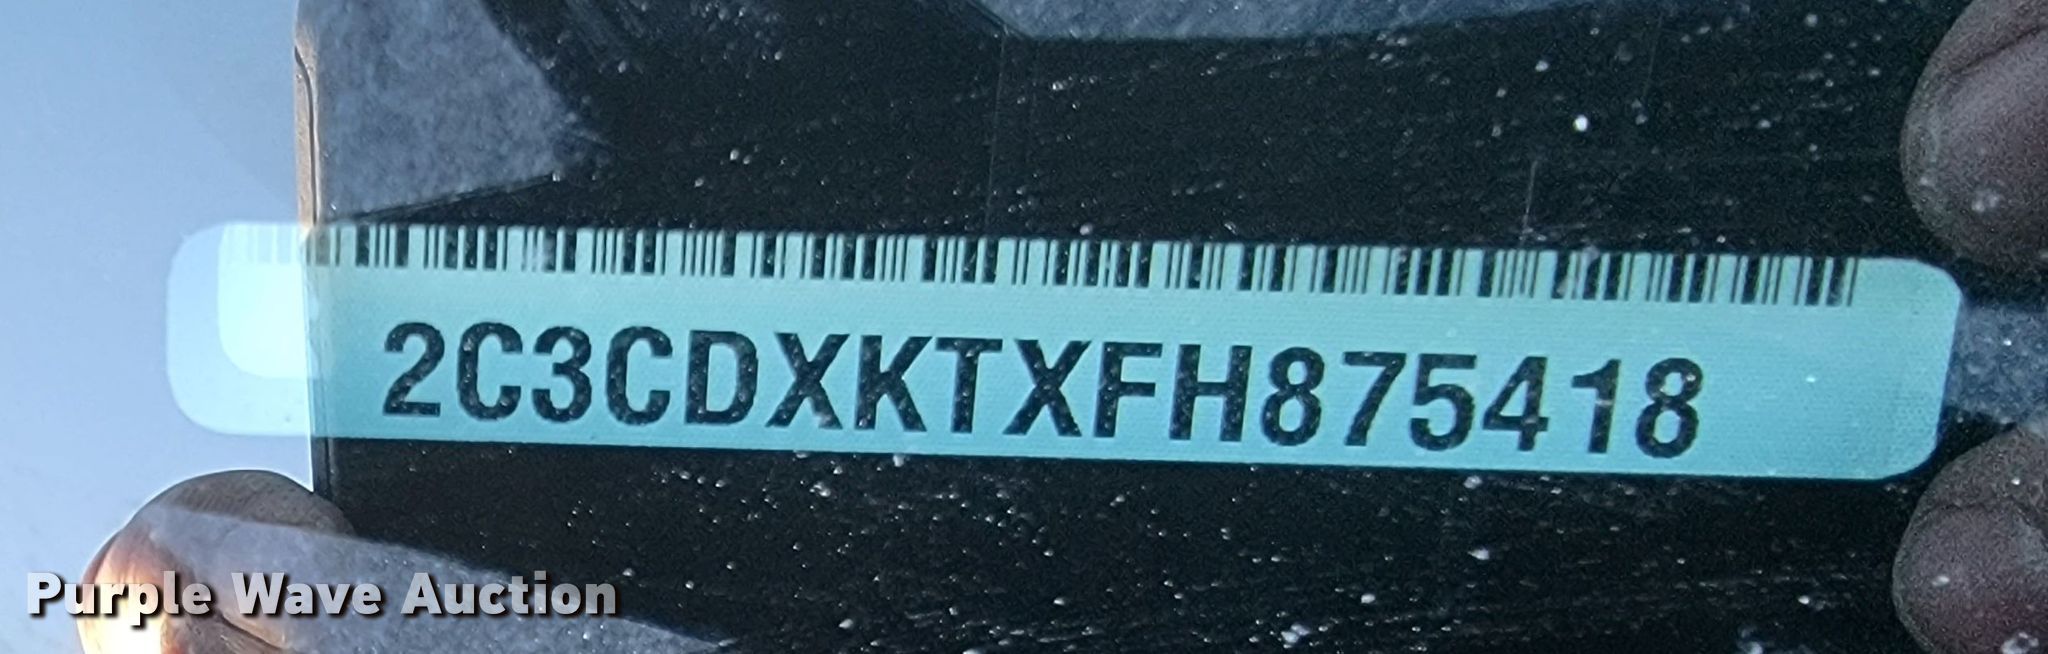 2C3CDXKTXFH875418
Purple Wave Auction